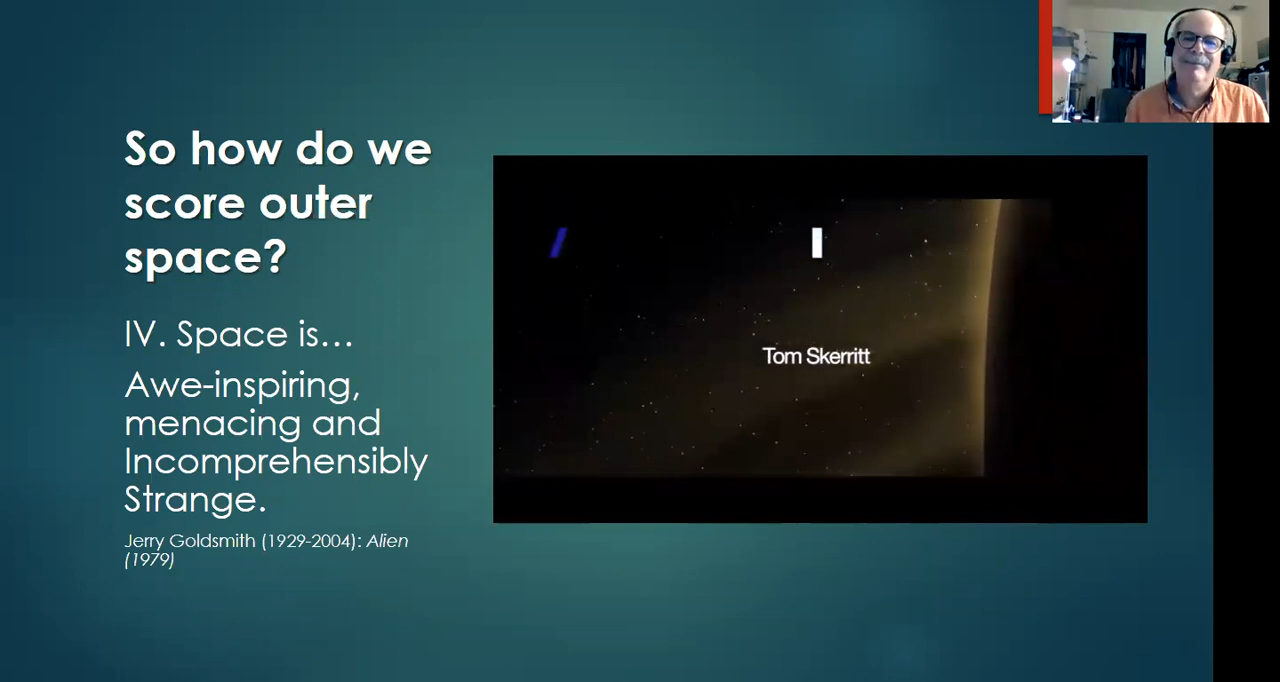 So how do we
score outer
space?
IV. Space is…
Awe-inspiring,
menacing and
Incomprehensibly
Strange.
Jerry Goldsmith (1929-2004): Alien
(1979)
Tom Skerritt